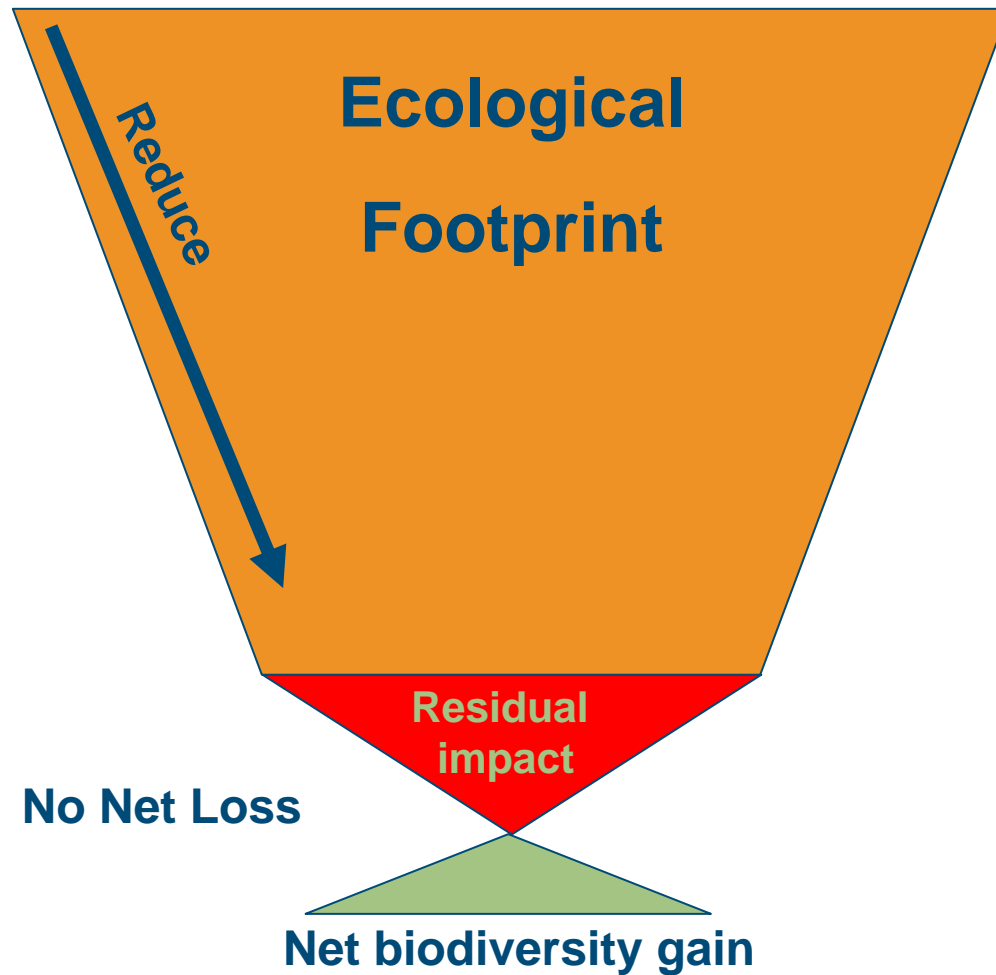 Ecological
Footprint
Reduce
Residual
impact
No Net Loss
Net biodiversity gain